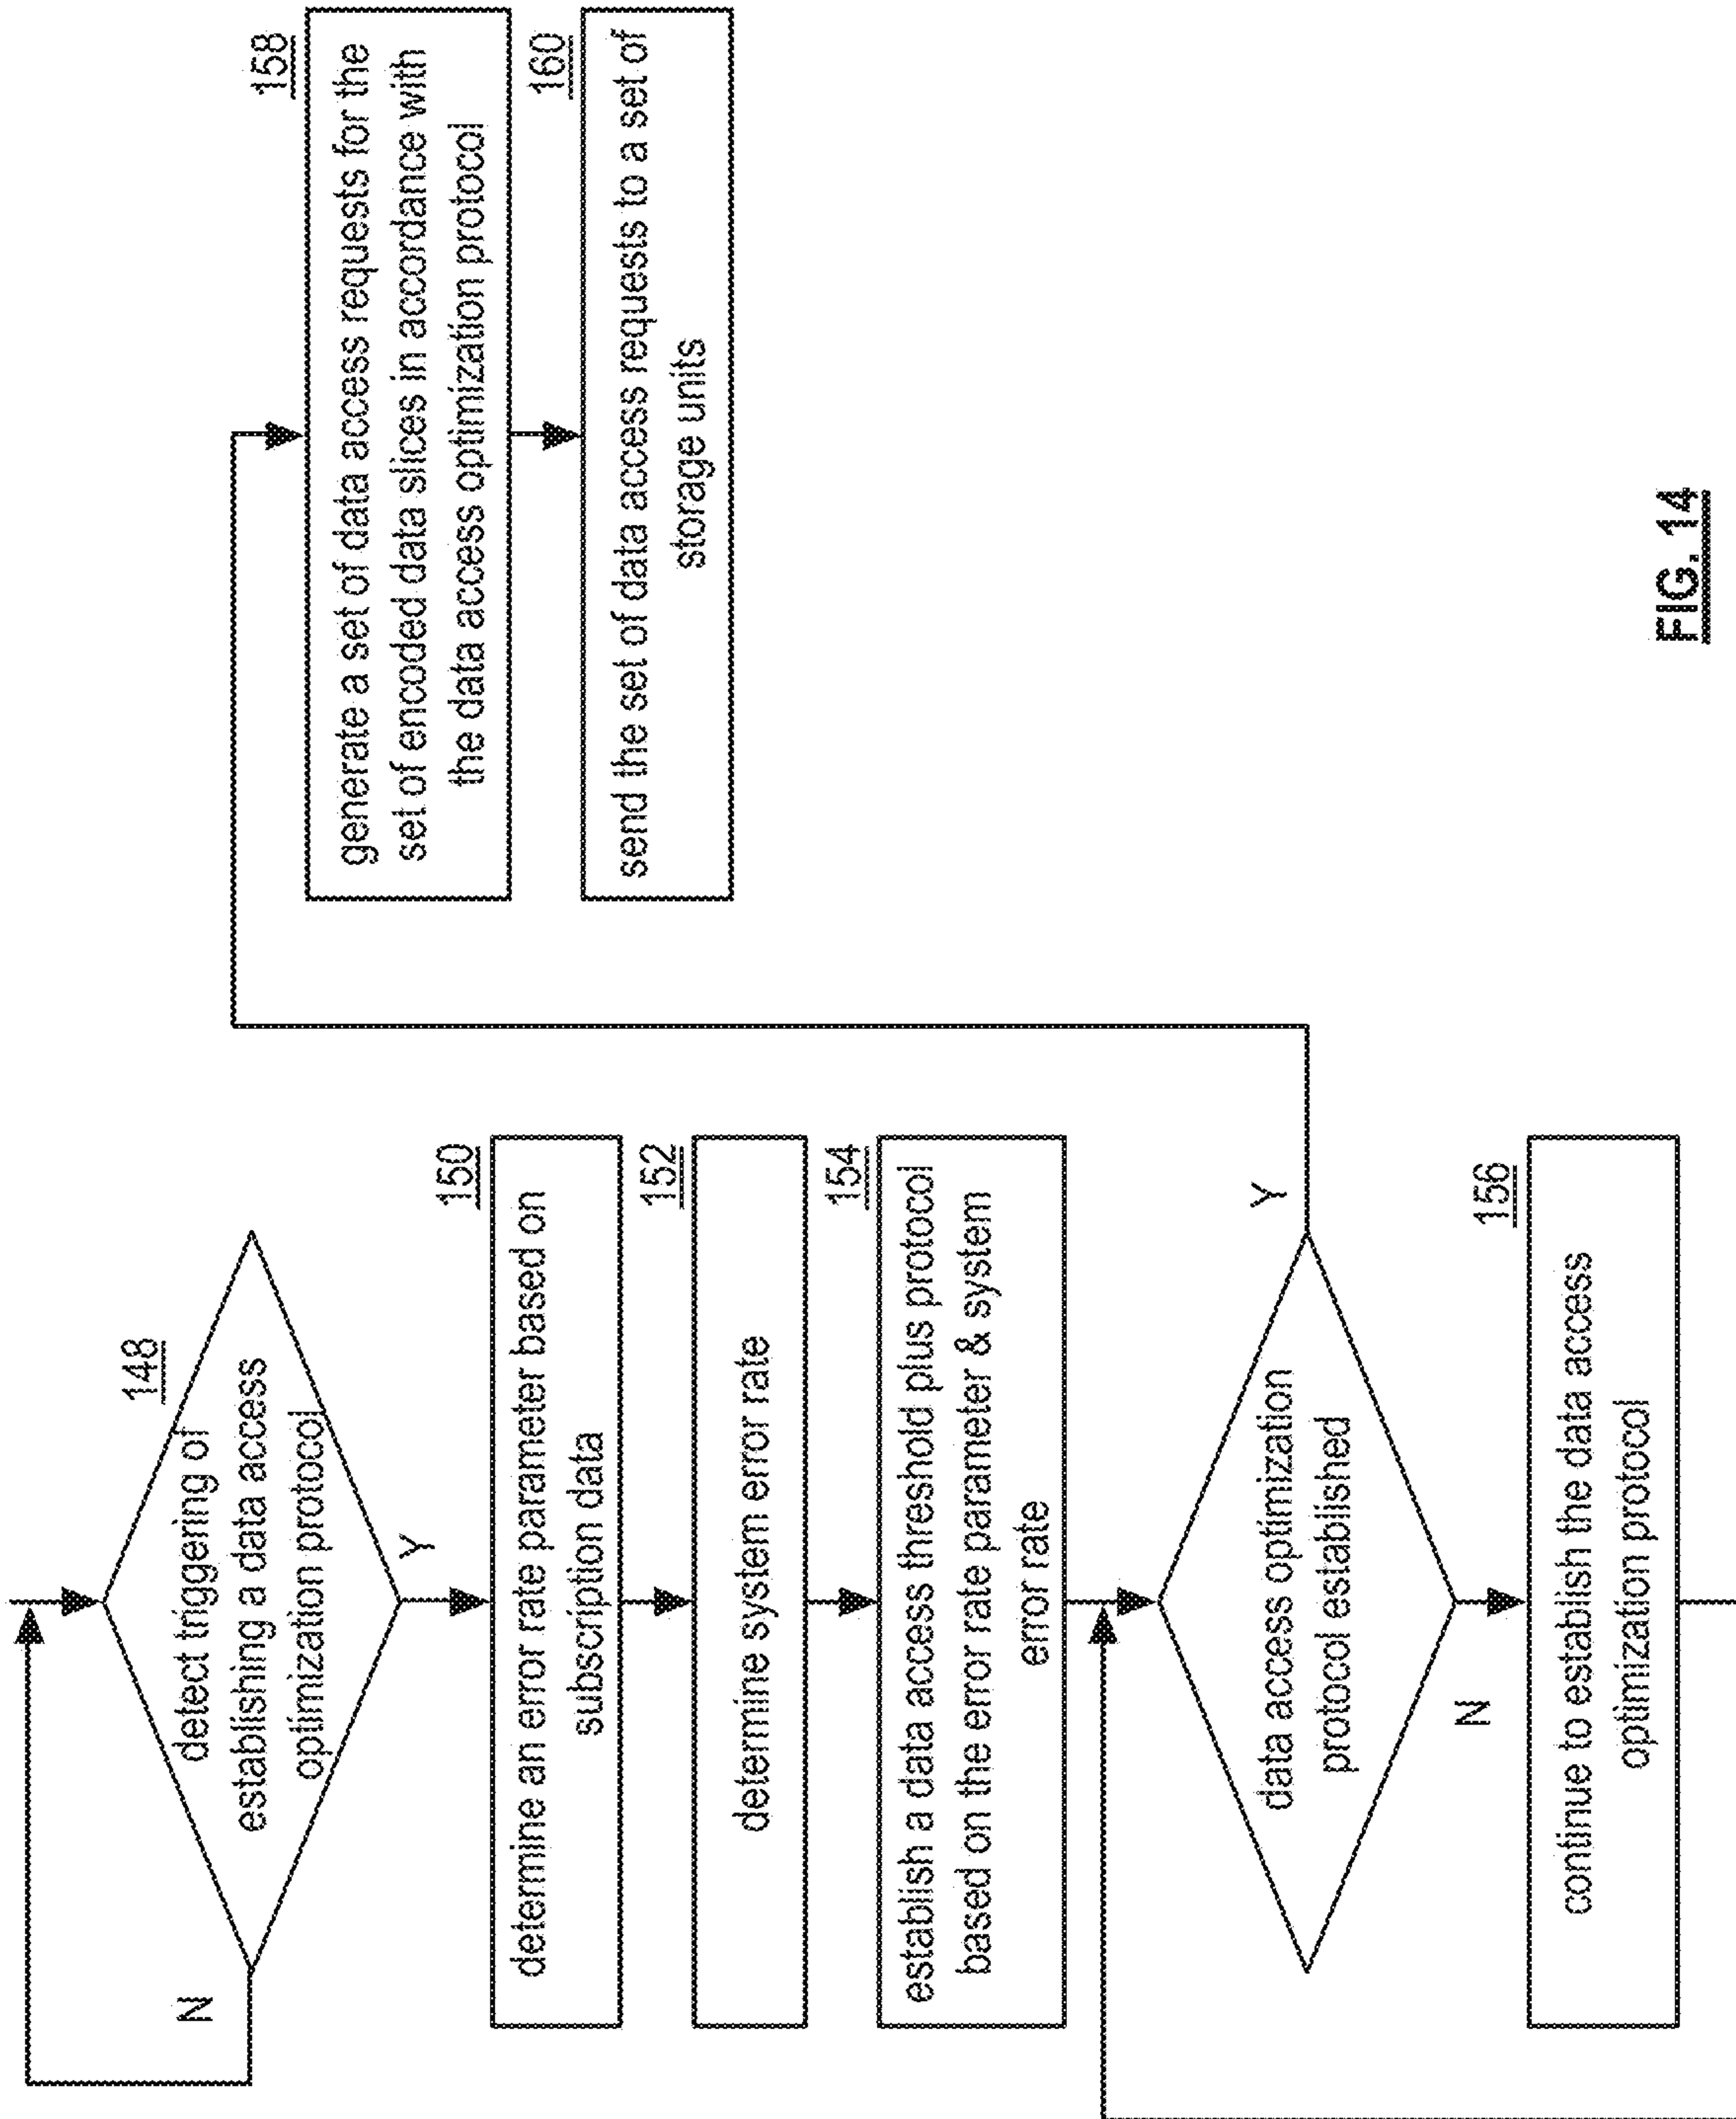 148
detect triggering of
establishing a data access
optimization protocol
N
Y
150
determine an error rate parameter based on
subscription data
152
determine system error rate
154
establish a data access threshold plus protocol
based on the error rate parameter & system
error rate
data access optimization
protocol established
Y
N
156
continue to establish the data access
optimization protocol
158
generate a set of data access requests for the
set of encoded data slices in accordance with
the data access optimization protocol
160
send the set of data access requests to a set of
storage units
FIG. 14